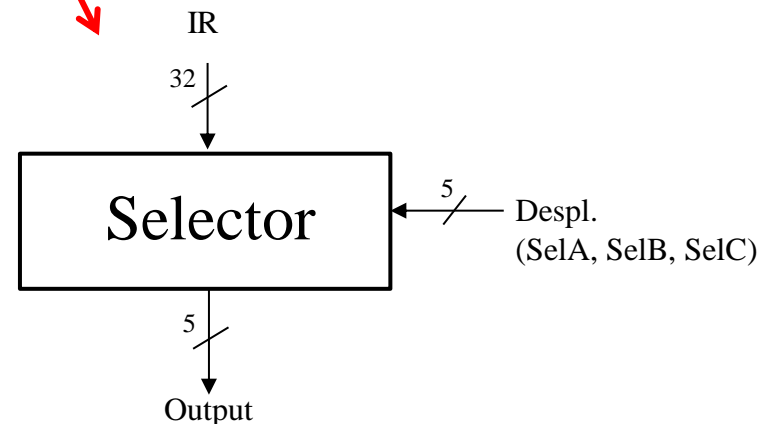 IR
32
Selector
5
Despl.
(SelA, SelB, SelC)
5
Output